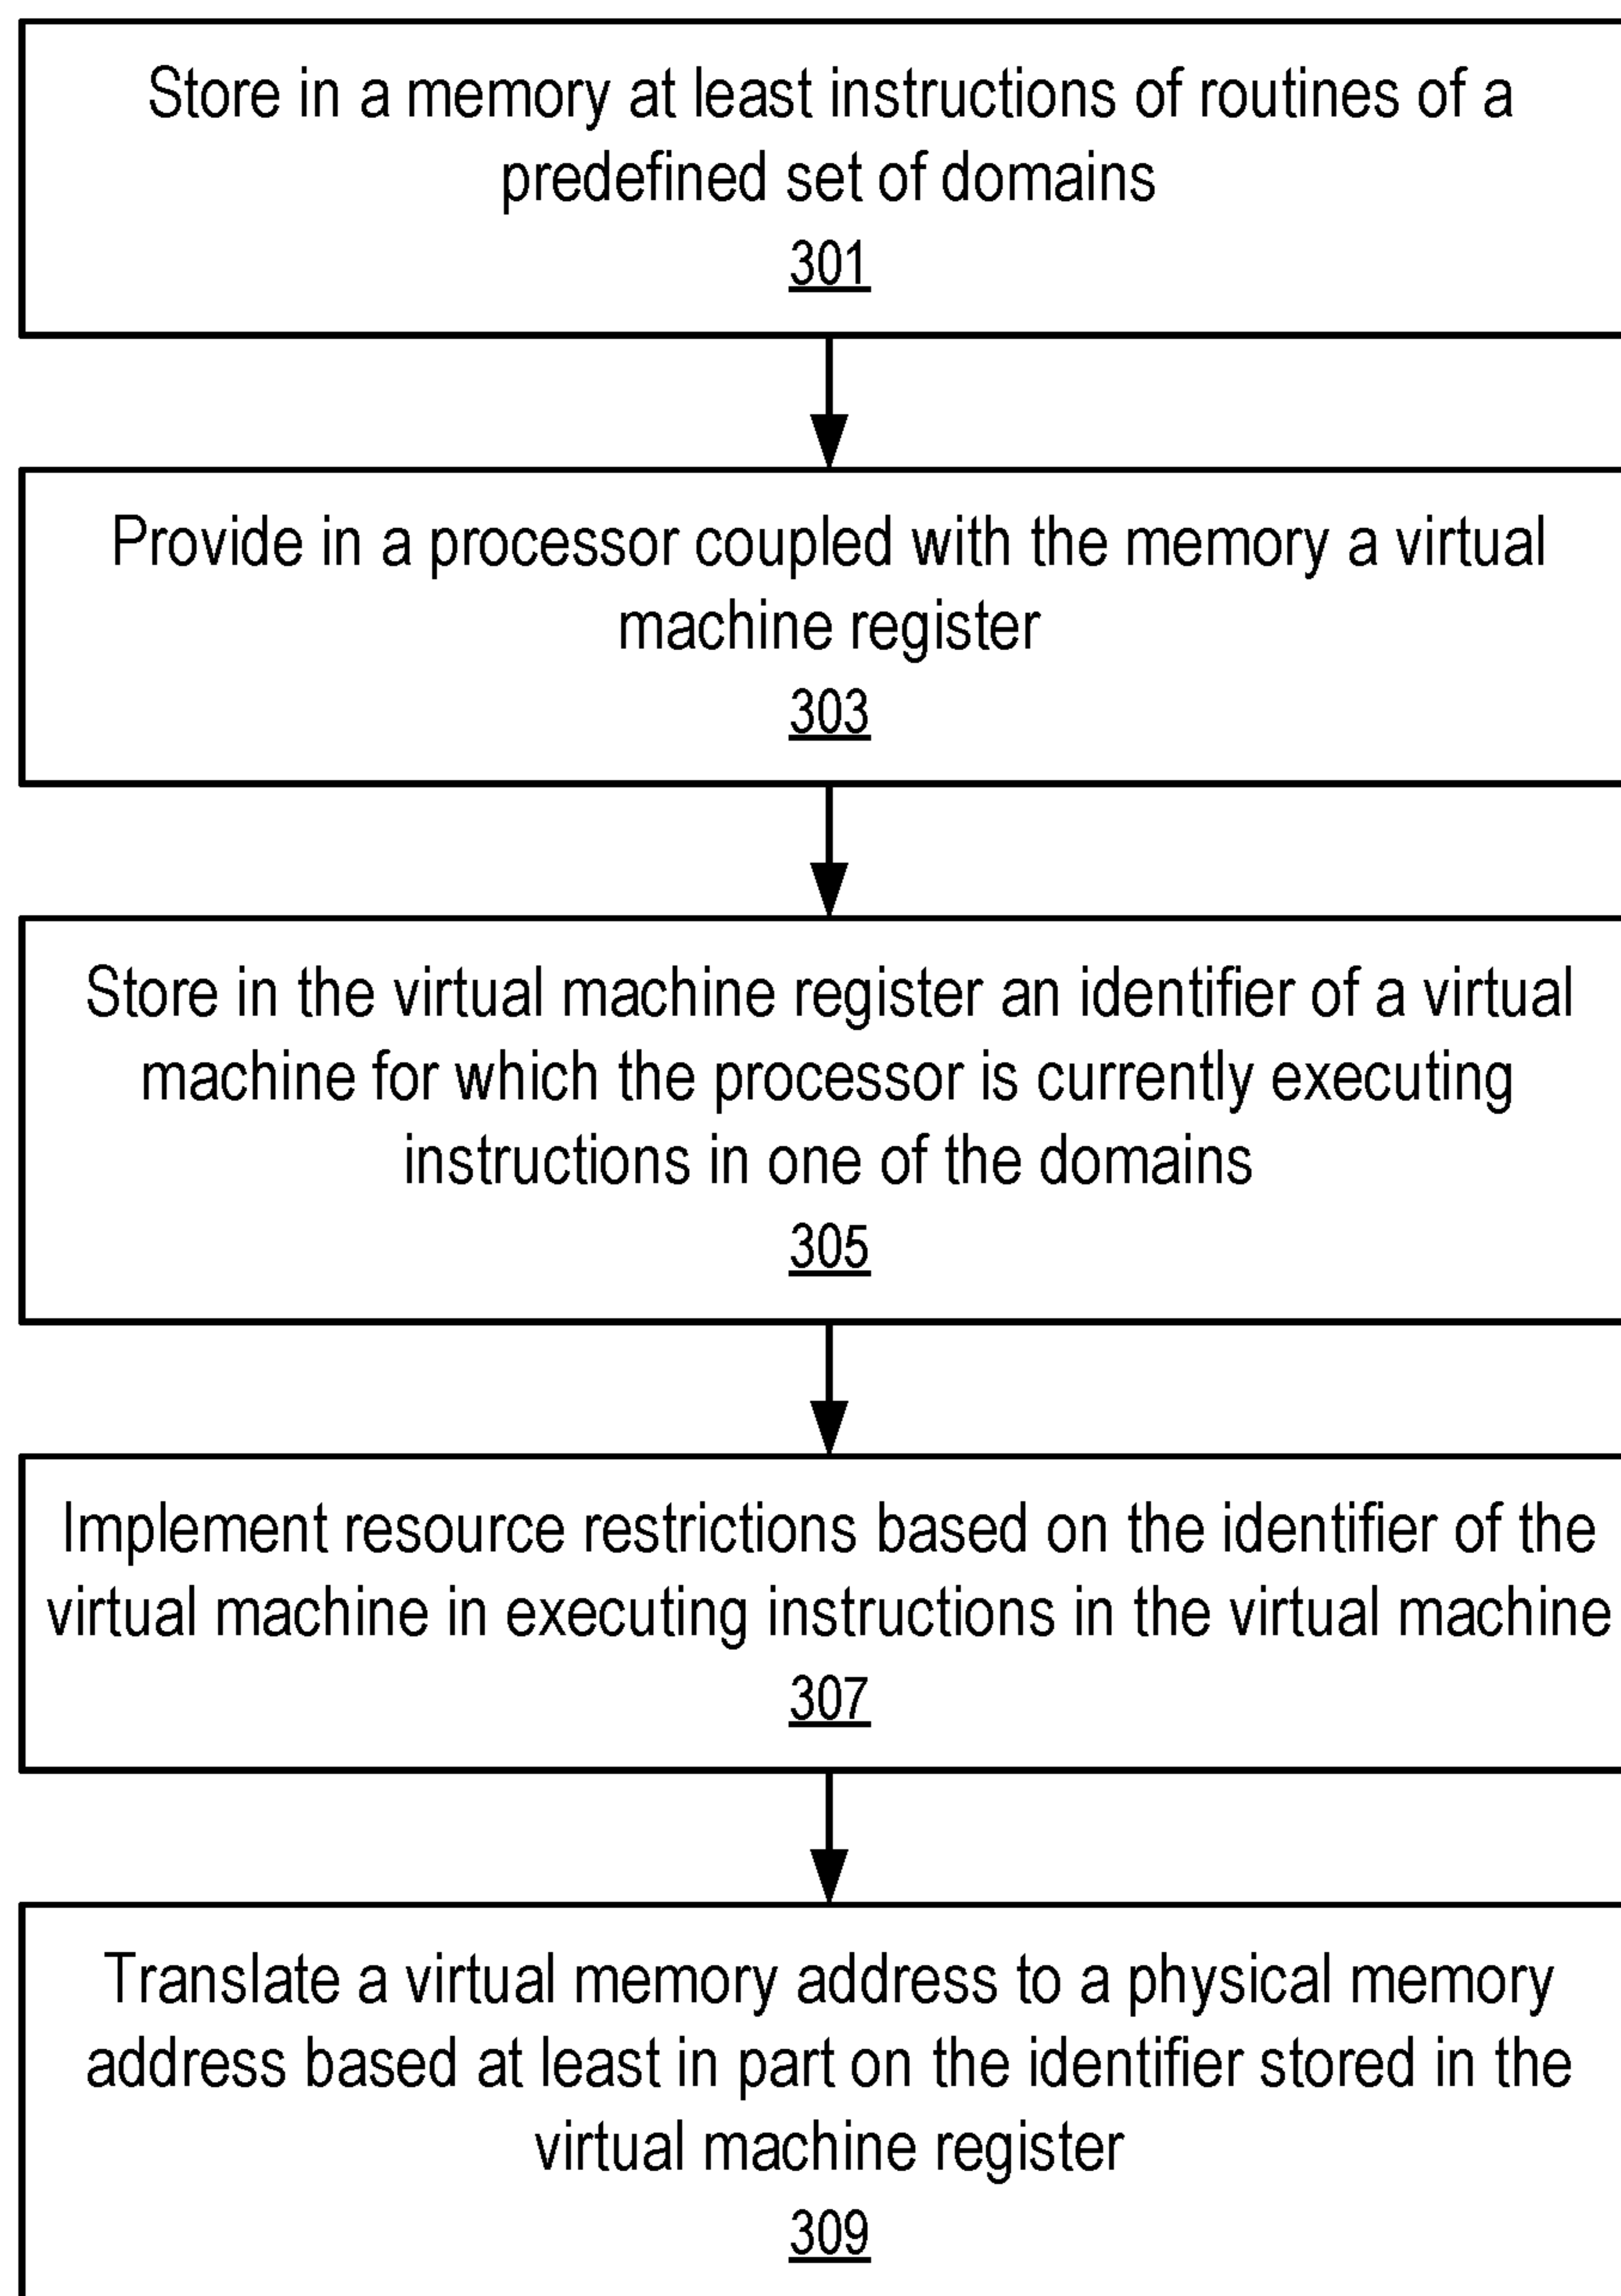 Store in a memory at least instructions of routines of a
predefined set of domains
301
Provide in a processor coupled with the memory a virtual
machine register
303
Store in the virtual machine register an identifier of a virtual
machine for which the processor is currently executing
instructions in one of the domains
305
Implement resource restrictions based on the identifier of the
virtual machine in executing instructions in the virtual machine
307
Translate a virtual memory address to a physical memory
address based at least in part on the identifier stored in the
virtual machine register
309